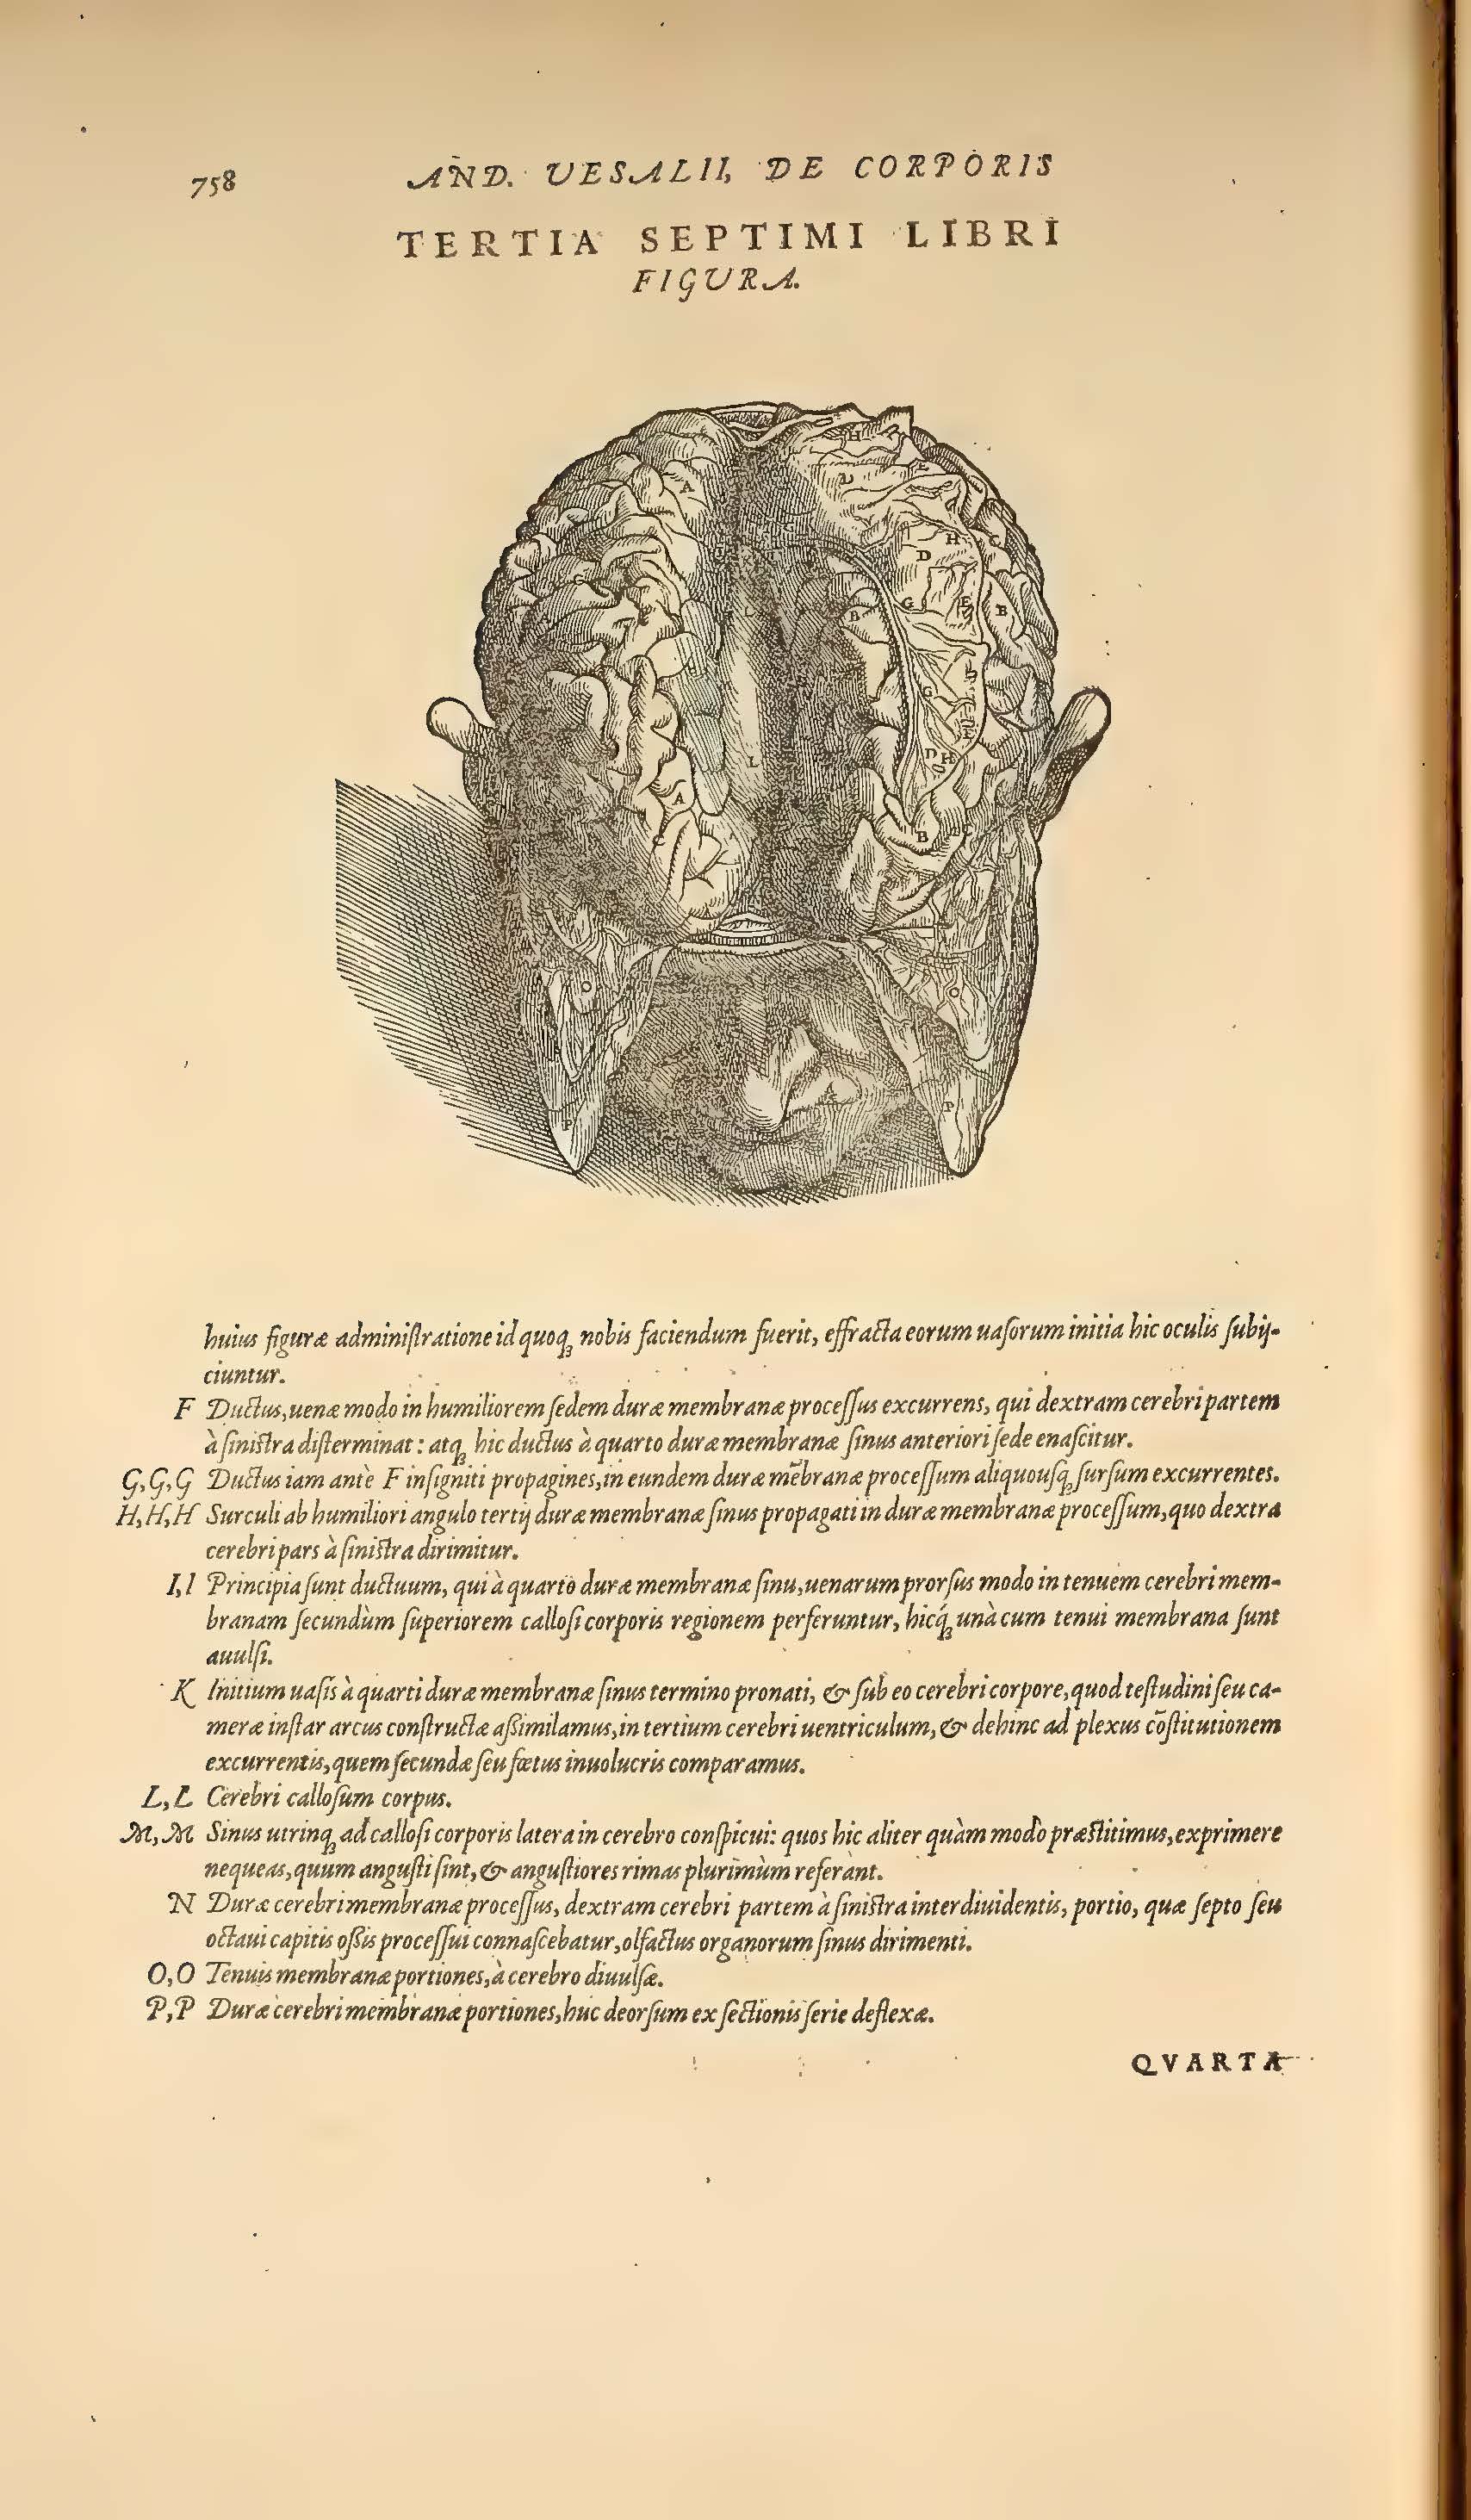 758 AND. VESALII, DE CORPORIS
TERTIA SEPTIMI LIBRI
FIGURA.
huius figuræ adminiſtratione id quoq; nobis faciendum fuerit, effracta eorum uaſorum initia hic oculis ſubij-
ciuntur.
F Ductus, uenæ modo in humiliorem ſedem duræ membranæ proceſſus excurrens, qui dextram cerebri partem
à ſiniſtra diſterminat: atq; hic ductus à quarto duræ membranæ ſinus anteriori ſede enaſcitur.
G,G,G Ductus iam antè F inſigniti propagines, in eundem duræ mēbranæ proceſſum aliquouſq; ſurſum excurrentes.
H,H,H Surculi ab humiliori angulo tertij duræ membranæ ſinus propagati in duræ membranæ proceſſum, quo dextra
cerebri pars à ſiniſtra dirimitur.
I,I Principia ſunt ductuum, qui à quarto duræ membranæ ſinu, uenarum prorſus modo in tenuem cerebri mem-
branam ſecundùm ſuperiorem calloſi corporis regionem perferuntur, hicq́; unà cum tenui membrana ſunt
auulſi.
K Initium uaſis à quarti duræ membranæ ſinus termino pronati, & ſub eo cerebri corpore, quod teſtudini ſeu ca-
meræ inſtar arcus conſtructæ aßimilamus, in tertium cerebri uentriculum, & dehinc ad plexus cōſtitutionem
excurrentis, quem ſecundæ ſeu fœtus inuolucris comparamus.
L,L Cerebri calloſum corpus.
M,M Sinus utrinq; ad calloſi corporis latera in cerebro conſpicui: quos hic aliter quàm modo præſtitimus, exprimere
nequeas, quum anguſti ſint, & anguſtiores rimas plurimùm referant.
N Duræ cerebri membranæ proceſſus, dextram cerebri partem à ſiniſtra interdiuidentis, portio, quæ ſepto ſeu
octaui capitis oßis proceſſui connaſcebatur, olfactus organorum ſinus dirimenti.
O,O Tenuis membranæ portiones, à cerebro diuulſæ.
P,P Duræ cerebri membranæ portiones, huc deorſum ex ſectionis ſerie deflexæ.
QVARTA